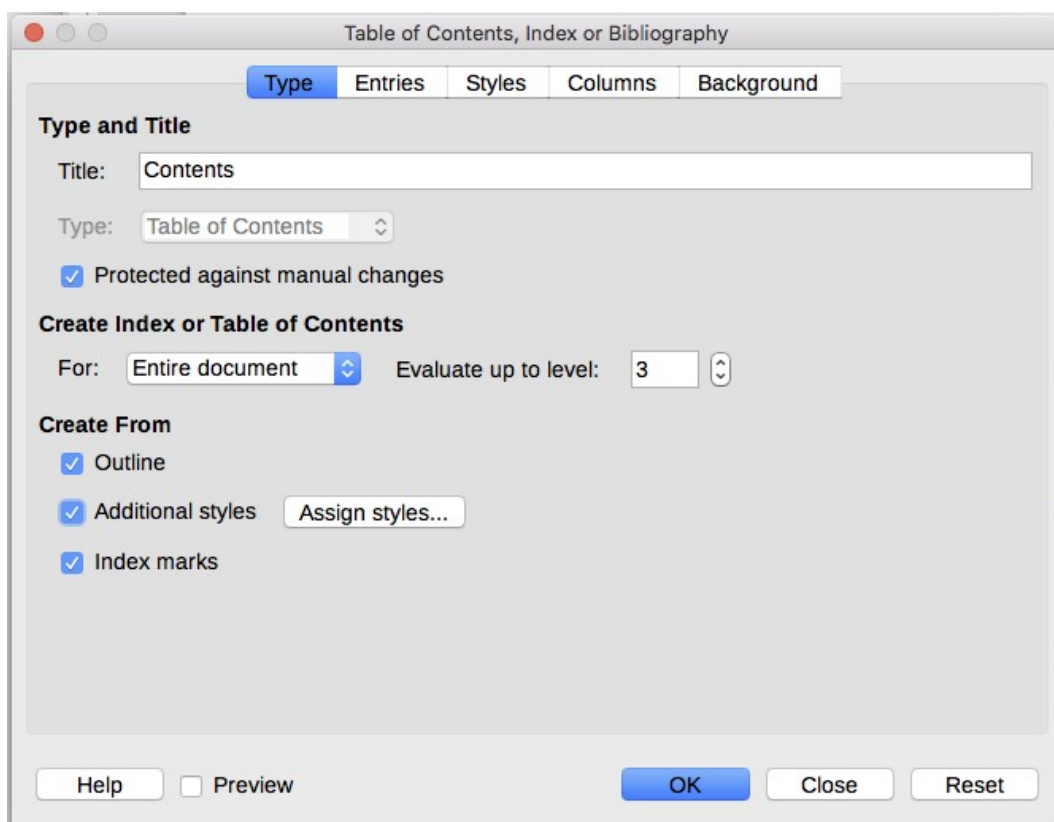 Table of Contents, Index or Bibliography
Type Entries Styles Columns Background
Type and Title
Title: Contents
Type: Table of Contents
Protected against manual changes
Create Index or Table of Contents
For: Entire document Evaluate up to level: 3
Create From
Outline
Additional styles Assign styles...
Index marks
Help Preview OK Close Reset